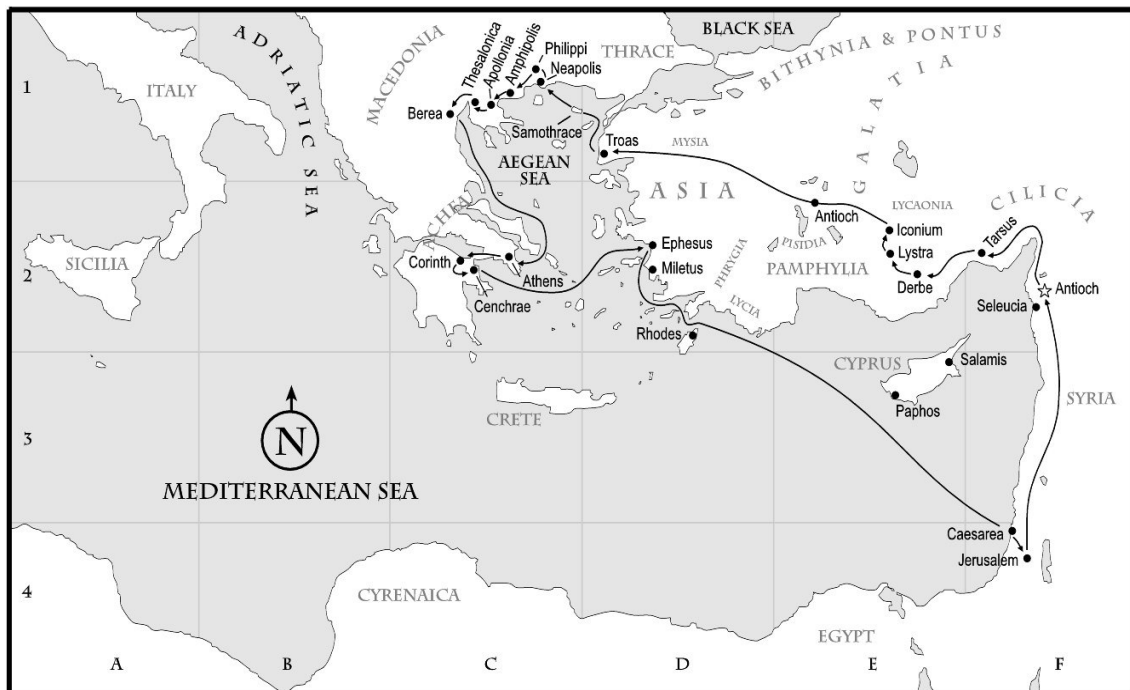 BLACK SEA
ADRIATIC SEA
MACEDONIA
Thesalonica
Apollonia
Amphipolis
Philippi
Neapolis
THRACE
BITHYNIA & PONTUS
1
ITALY
Berea
Samothrace
Troas
MYSIA
GALATIA
AEGEAN
SEA
ASIA
LYCAONIA
CILICIA
Antioch
Iconium
ACHEA
Tarsus
Ephesus
PHRYGIA
PISIDIA
Lystra
SICILIA
2
Corinth
Miletus
PAMPHYLIA
Athens
Derbe
Antioch
Cenchrae
LYCIA
Seleucia
Rhodes
CYPRUS
Salamis
SYRIA
Paphos
CRETE
3
N
MEDITERRANEAN SEA
Caesarea
Jerusalem
4
CYRENAICA
EGYPT
A
B
C
D
E
F